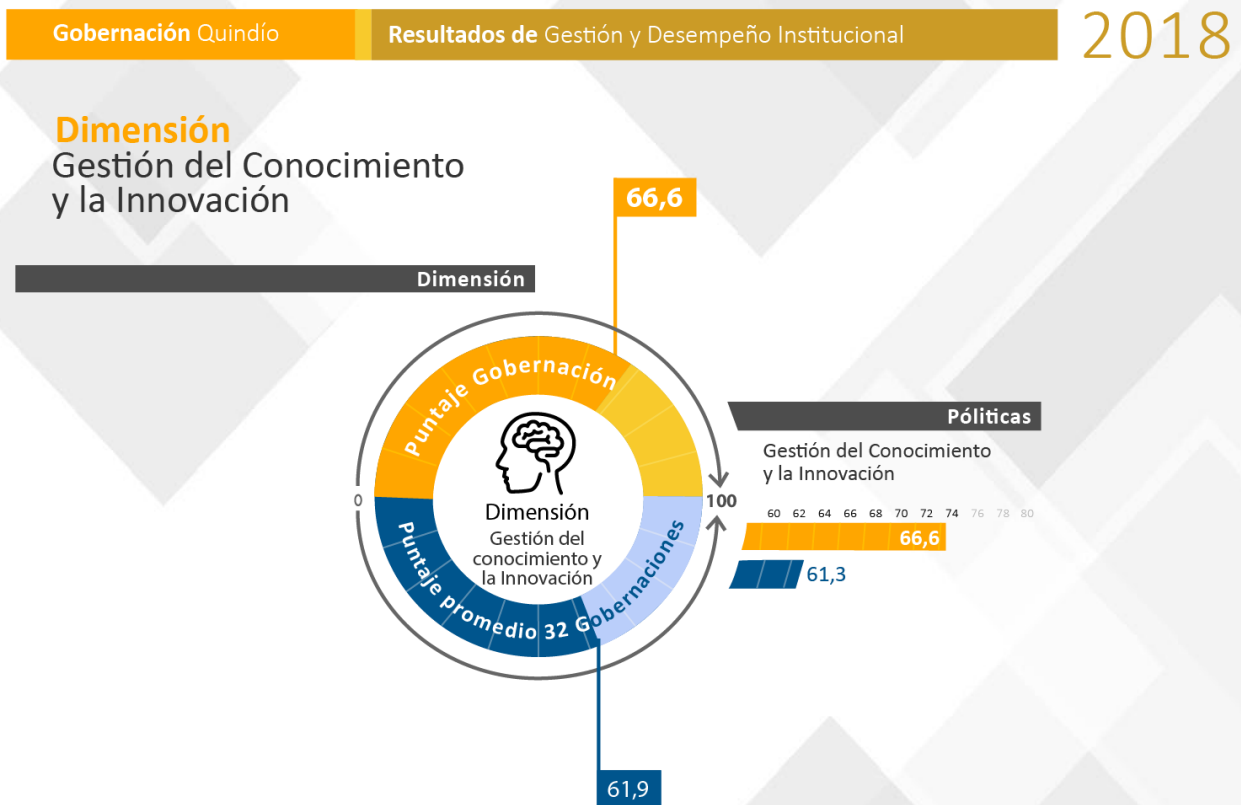 Gobernación Quindío
Resultados de Gestión y Desempeño Institucional
2018
Dimensión
Gestión del Conocimiento
y la Innovación
66,6
Dimensión
Puntaje Gobernación
0
100
Dimensión
Gestión del
conocimiento y
la Innovación
Puntaje promedio 32 Gobernaciones
61,9
Póliticas
Gestión del Conocimiento
y la Innovación
60 62 64 66 68 70 72 74 76 78 80
66,6
61,3